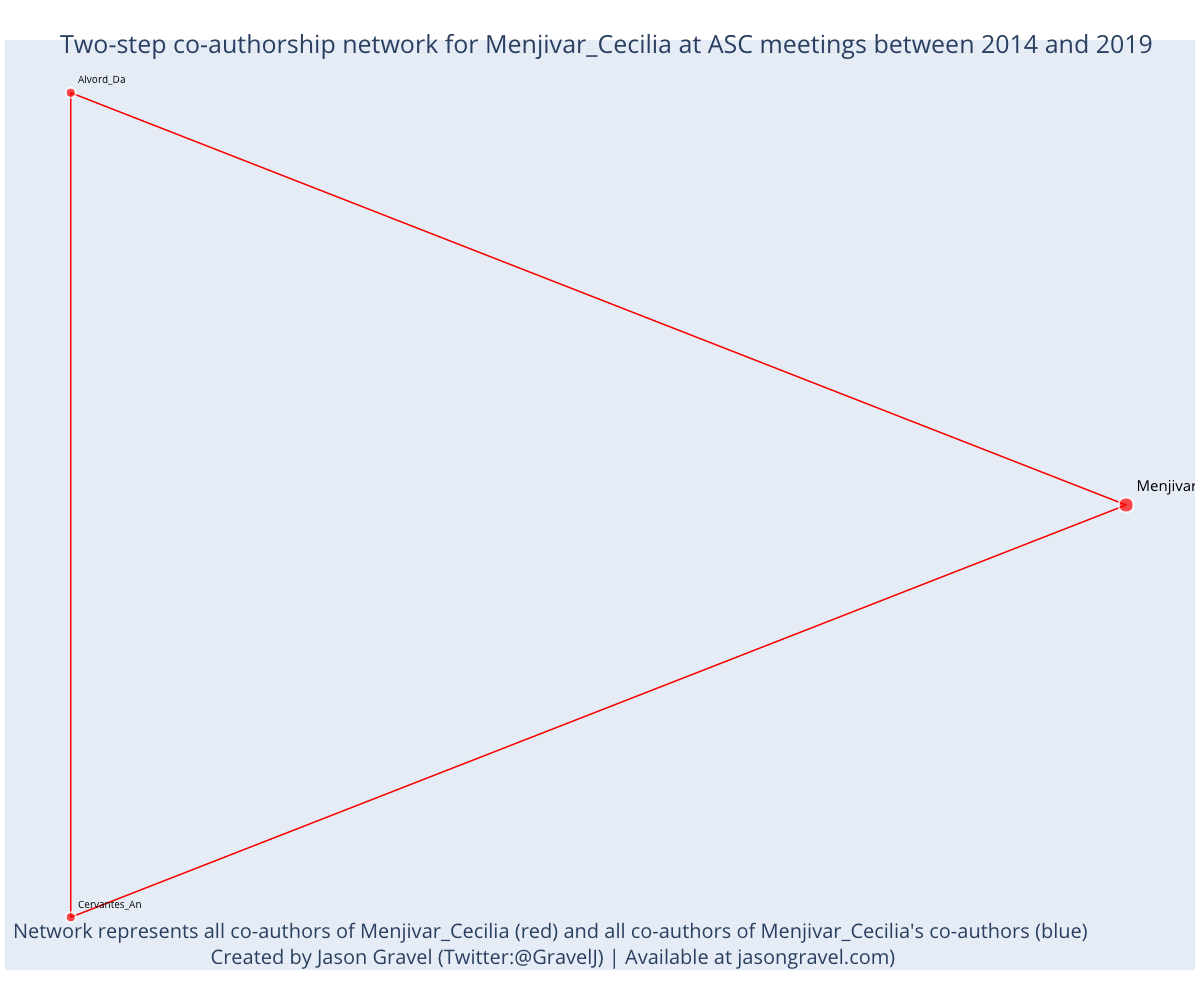 Two-step co-authorship network for Menjivar_Cecilia at ASC meetings between 2014 and 2019
Alvord_Da
Menjivar
Cervantes_An
Network represents all co-authors of Menjivar_Cecilia (red) and all co-authors of Menjivar_Cecilia's co-authors (blue)
Created by Jason Gravel (Twitter:@GravelJ) | Available at jasongravel.com)